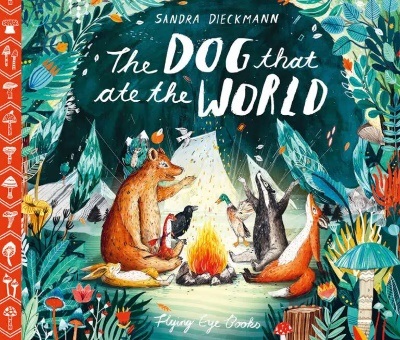 SANDRA DIECKMANN
The DOG that
ate the WORLD
Flying Eye Books